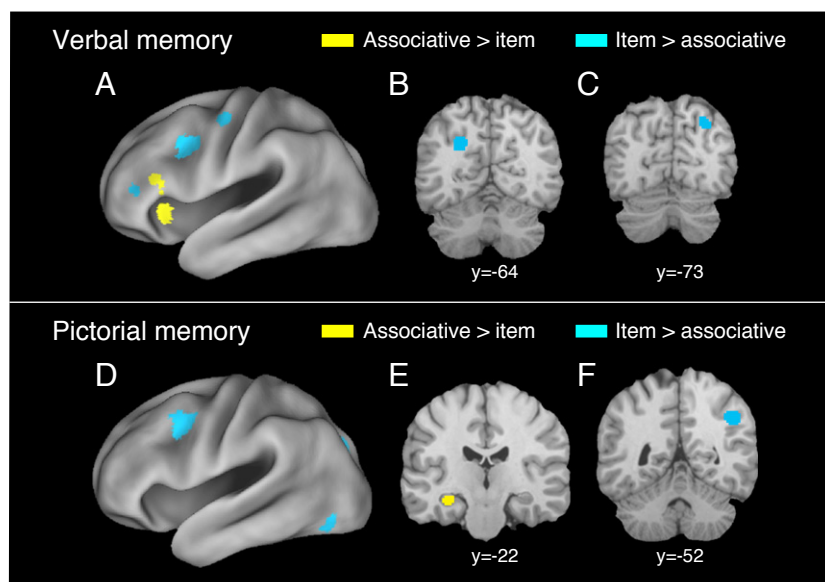 Verbal memory
Associative > item
Item > associative
A
B
C
y=-64
y=-73
Pictorial memory
Associative > item
Item > associative
D
E
F
y=-22
y=-52